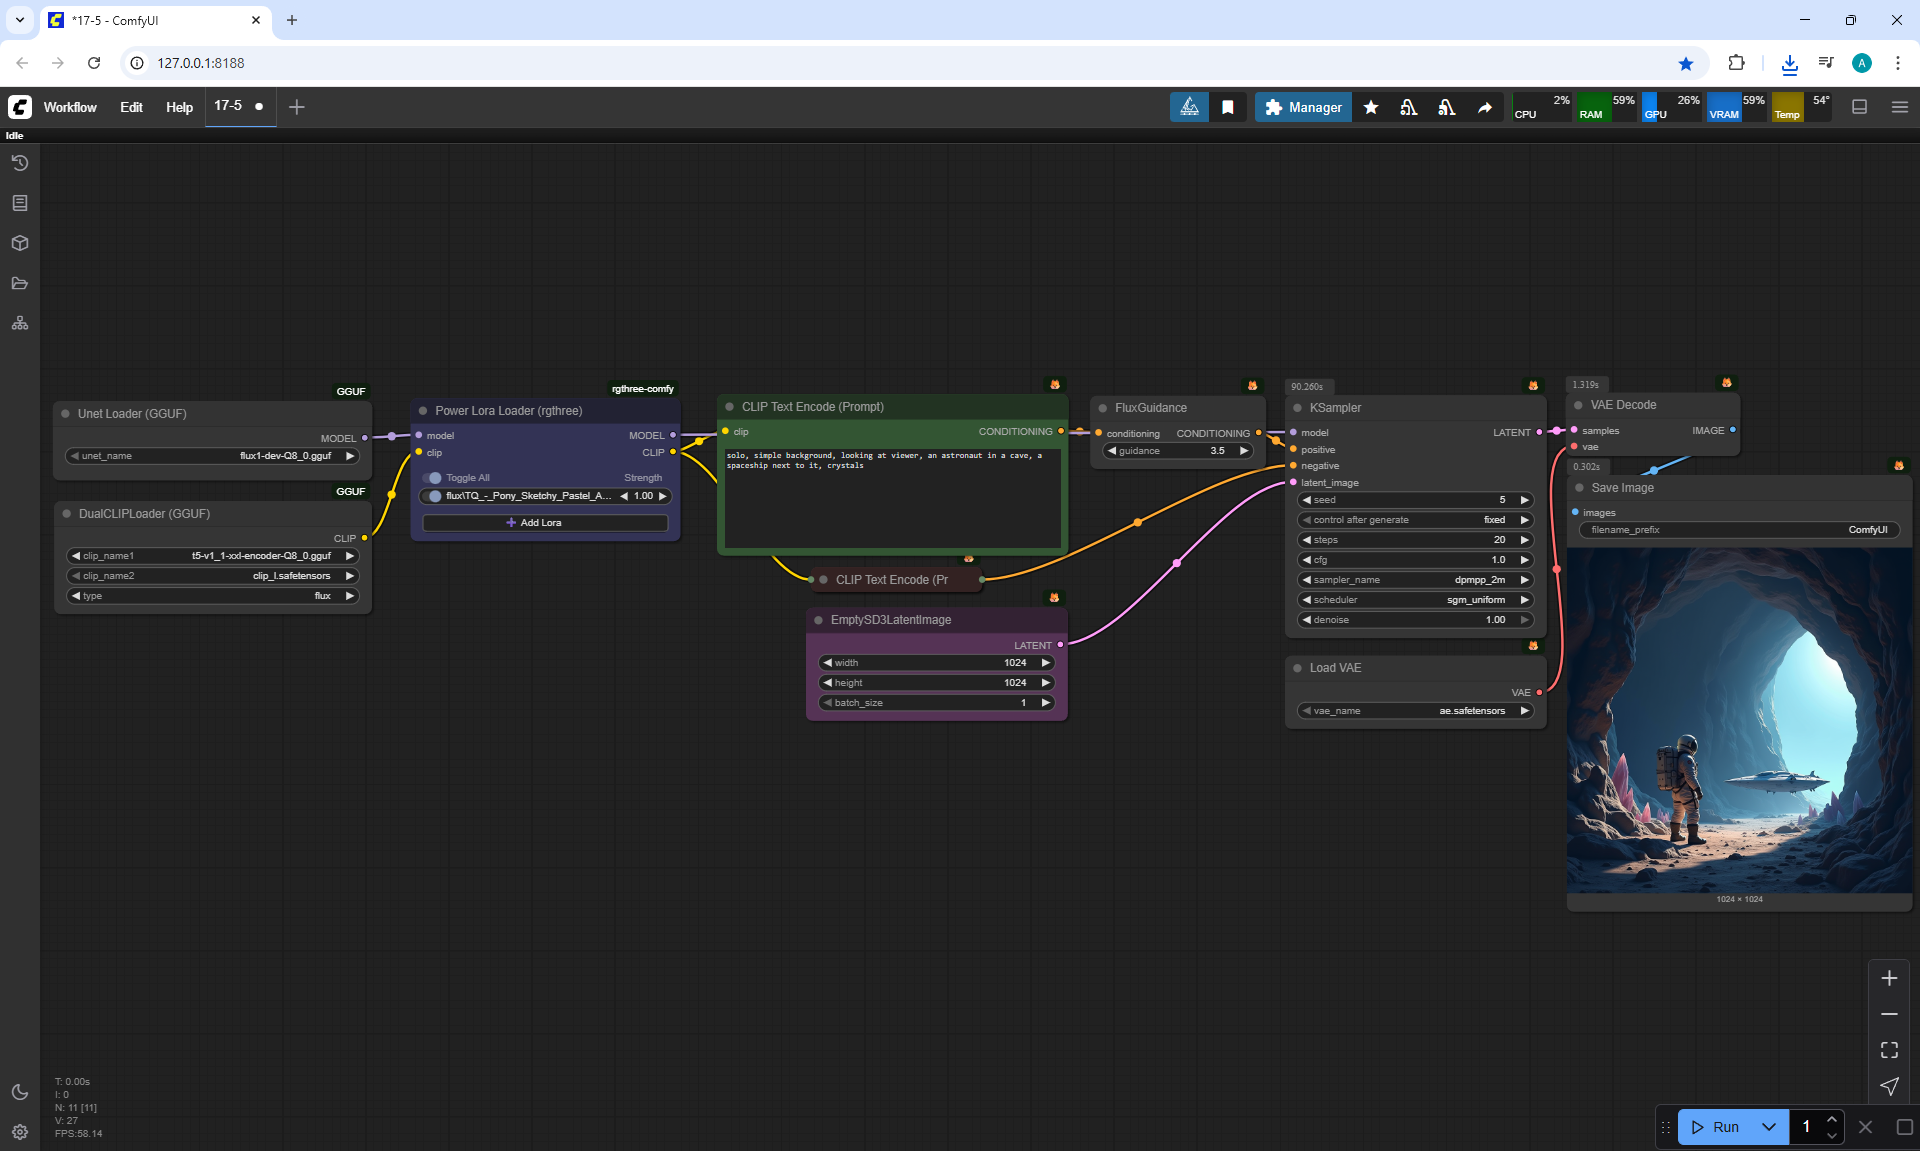 *17-5 - ComfyUI
127.0.0.1:8188
Workflow Edit Help 17-5
Manager
CPU 2% RAM 59% GPU 26% VRAM 59% Temp 54°
Idle
GGUF
Unet Loader (GGUF)
MODEL
unet_name flux1-dev-Q8_0.gguf
GGUF
DualCLIPLoader (GGUF)
CLIP
clip_name1 t5-v1_1-xxl-encoder-Q8_0.gguf
clip_name2 clip_l.safetensors
type flux
rgthree-comfy
Power Lora Loader (rgthree)
model MODEL
clip CLIP
Toggle All Strength
flux\TQ_-_Pony_Sketchy_Pastel_A... 1.00
Add Lora
CLIP Text Encode (Prompt)
clip CONDITIONING
solo, simple background, looking at viewer, an astronaut in a cave, a
spaceship next to it, crystals
CLIP Text Encode (Pr
EmptySD3LatentImage
LATENT
width 1024
height 1024
batch_size 1
FluxGuidance
conditioning CONDITIONING
guidance 3.5
90.260s
KSampler
model LATENT
positive
negative
latent_image
seed 5
control after generate fixed
steps 20
cfg 1.0
sampler_name dpmpp_2m
scheduler sgm_uniform
denoise 1.00
Load VAE
VAE
vae_name ae.safetensors
1.319s
VAE Decode
samples IMAGE
vae
0.302s
Save Image
images
filename_prefix ComfyUI
1024 × 1024
T: 0.00s
I: 0
N: 11 [11]
V: 27
FPS:58.14
Run 1
A